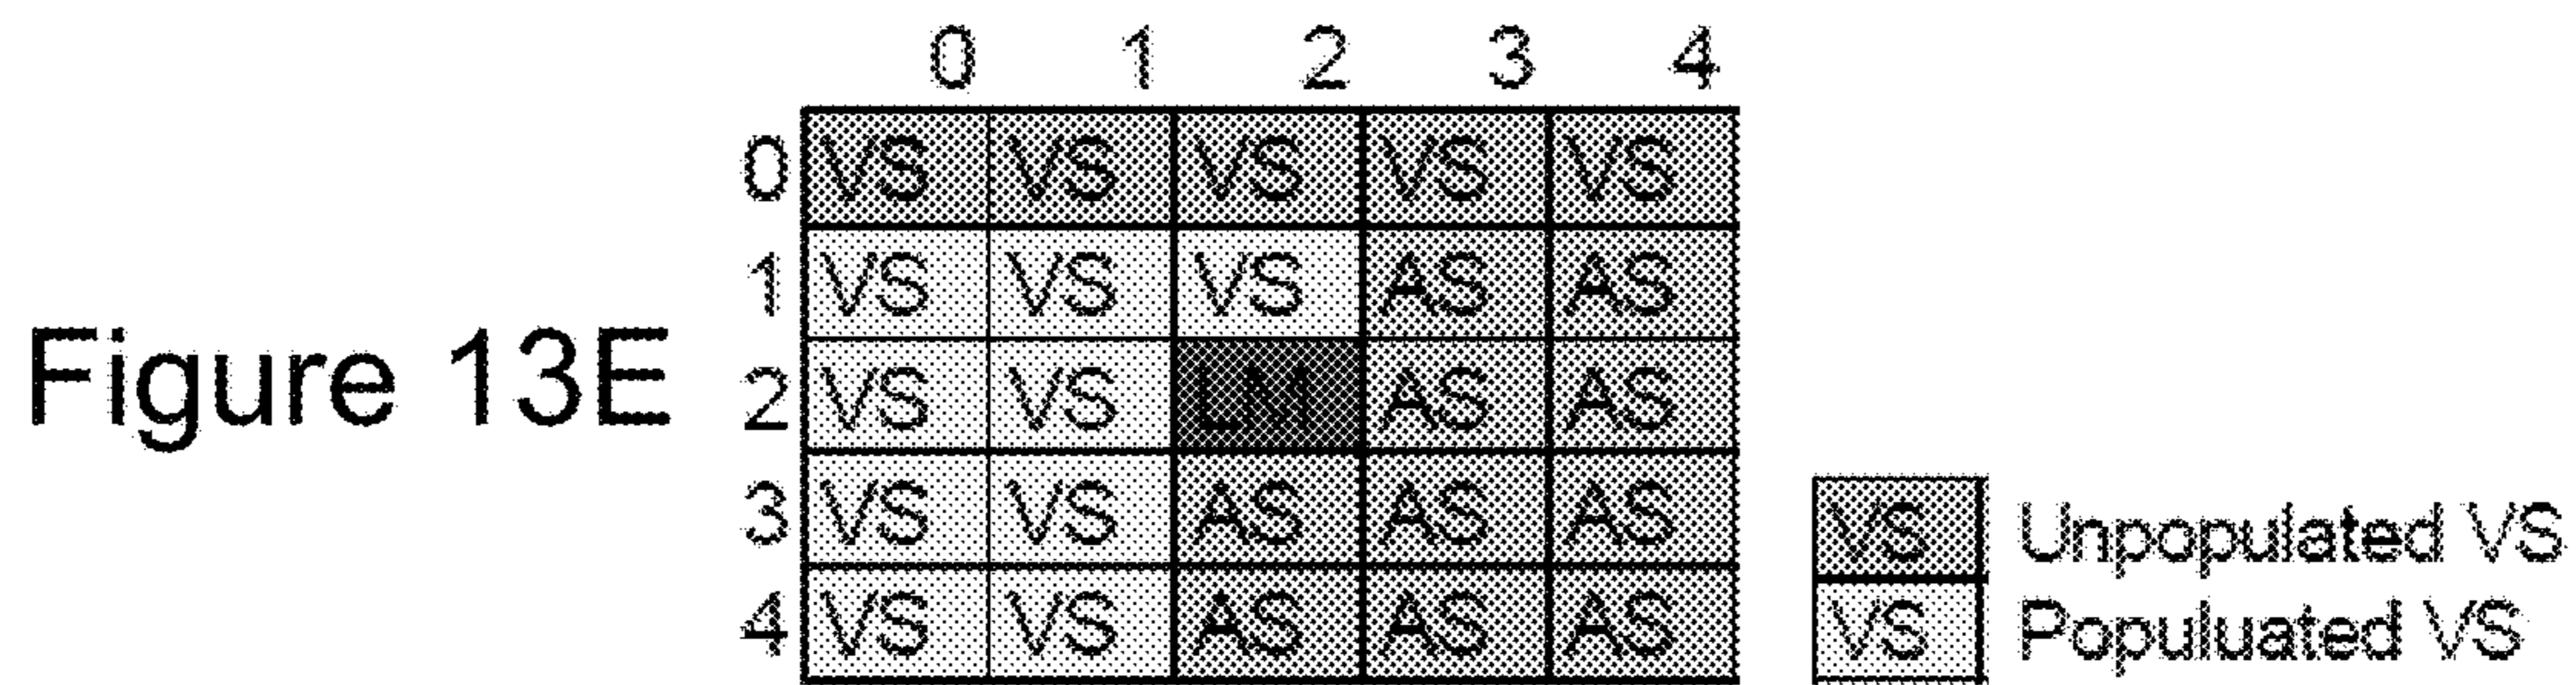 0 1 2 3 4
0 VS VS VS VS VS
1 VS VS VS AS AS
Figure 13E
2 VS VS LM AS AS
3 VS VS AS AS AS
VS Unpopulated VS
4 VS VS AS AS AS
VS Populuated VS